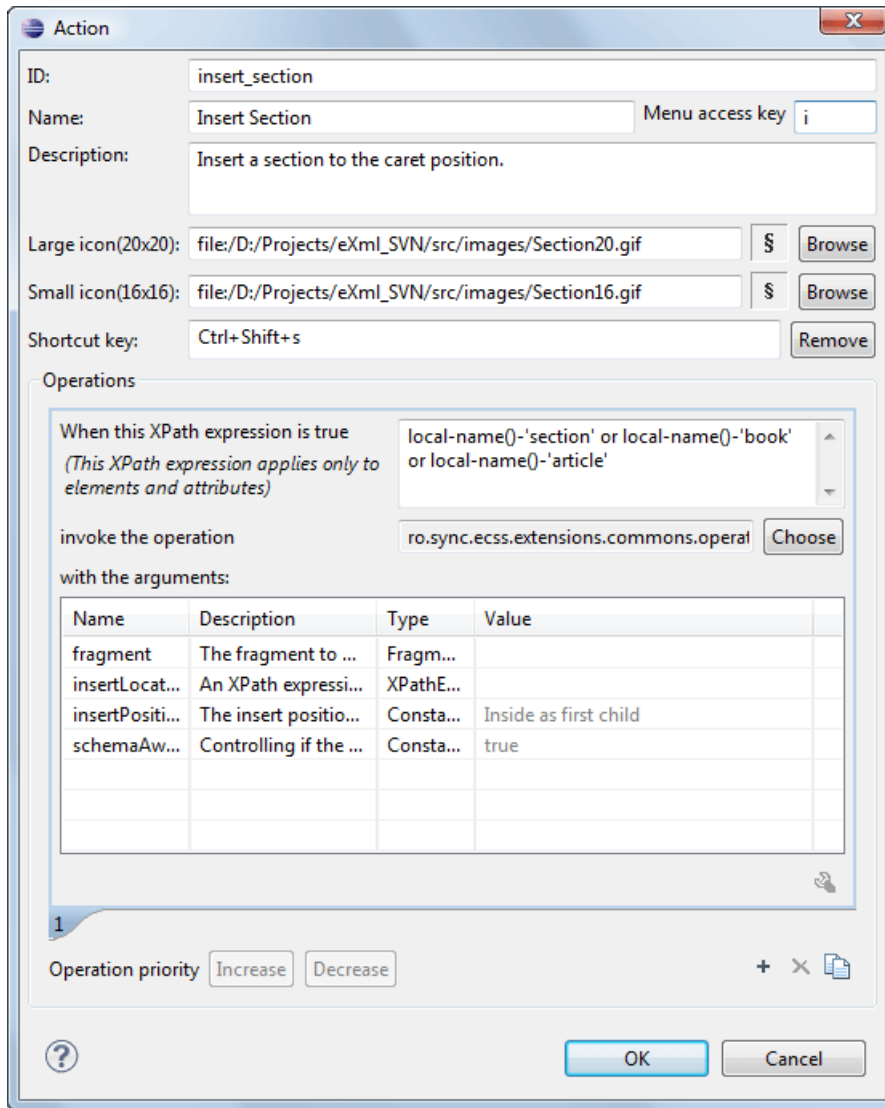 Action
ID: insert_section
Name: Insert Section Menu access key i
Description: Insert a section to the caret position.
Large icon(20x20): file:/D:/Projects/eXml_SVN/src/images/Section20.gif § Browse
Small icon(16x16): file:/D:/Projects/eXml_SVN/src/images/Section16.gif § Browse
Shortcut key: Ctrl+Shift+s Remove
Operations
When this XPath expression is true
(This XPath expression applies only to
elements and attributes)
local-name()-'section' or local-name()-'book'
or local-name()-'article'
invoke the operation ro.sync.ecss.extensions.commons.operat Choose
with the arguments:
Name Description Type Value
fragment The fragment to ... Fragm...
insertLocat... An XPath expressi... XPathE...
insertPositi... The insert positio... Consta... Inside as first child
schemaAw... Controlling if the ... Consta... true
1
Operation priority Increase Decrease
? OK Cancel